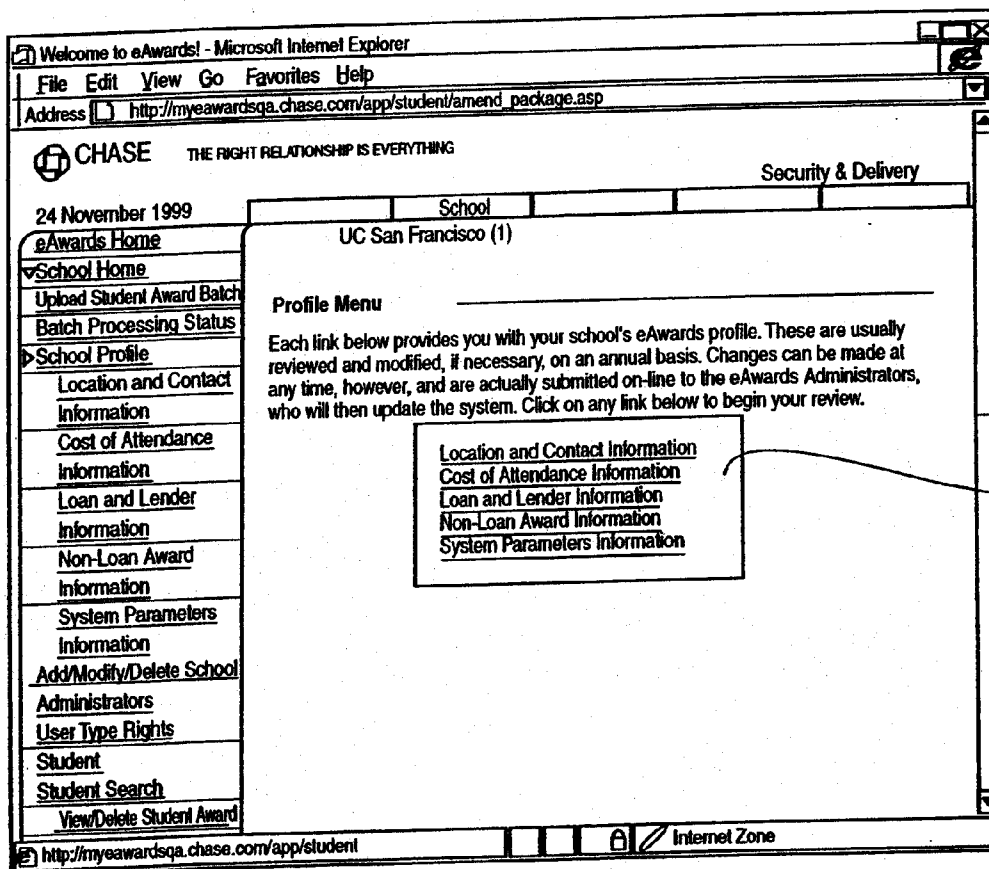 Welcome to eAwards! - Microsoft Internet Explorer
File Edit View Go Favorites Help
Address http://myeawardsqa.chase.com/app/student/amend_package.asp
CHASE THE RIGHT RELATIONSHIP IS EVERYTHING
Security & Delivery
24 November 1999
School
eAwards Home
School Home
Upload Student Award Batch
Batch Processing Status
School Profile
Location and Contact
Information
Cost of Attendance
Information
Loan and Lender
Information
Non-Loan Award
Information
System Parameters
Information
Add/Modify/Delete School
Administrators
User Type Rights
Student
Student Search
View/Delete Student Award
UC San Francisco (1)
Profile Menu
Each link below provides you with your school's eAwards profile. These are usually
reviewed and modified, if necessary, on an annual basis. Changes can be made at
any time, however, and are actually submitted on-line to the eAwards Administrators,
who will then update the system. Click on any link below to begin your review.
Location and Contact Information
Cost of Attendance Information
Loan and Lender Information
Non-Loan Award Information
System Parameters Information
http://myeawardsqa.chase.com/app/student
Internet Zone